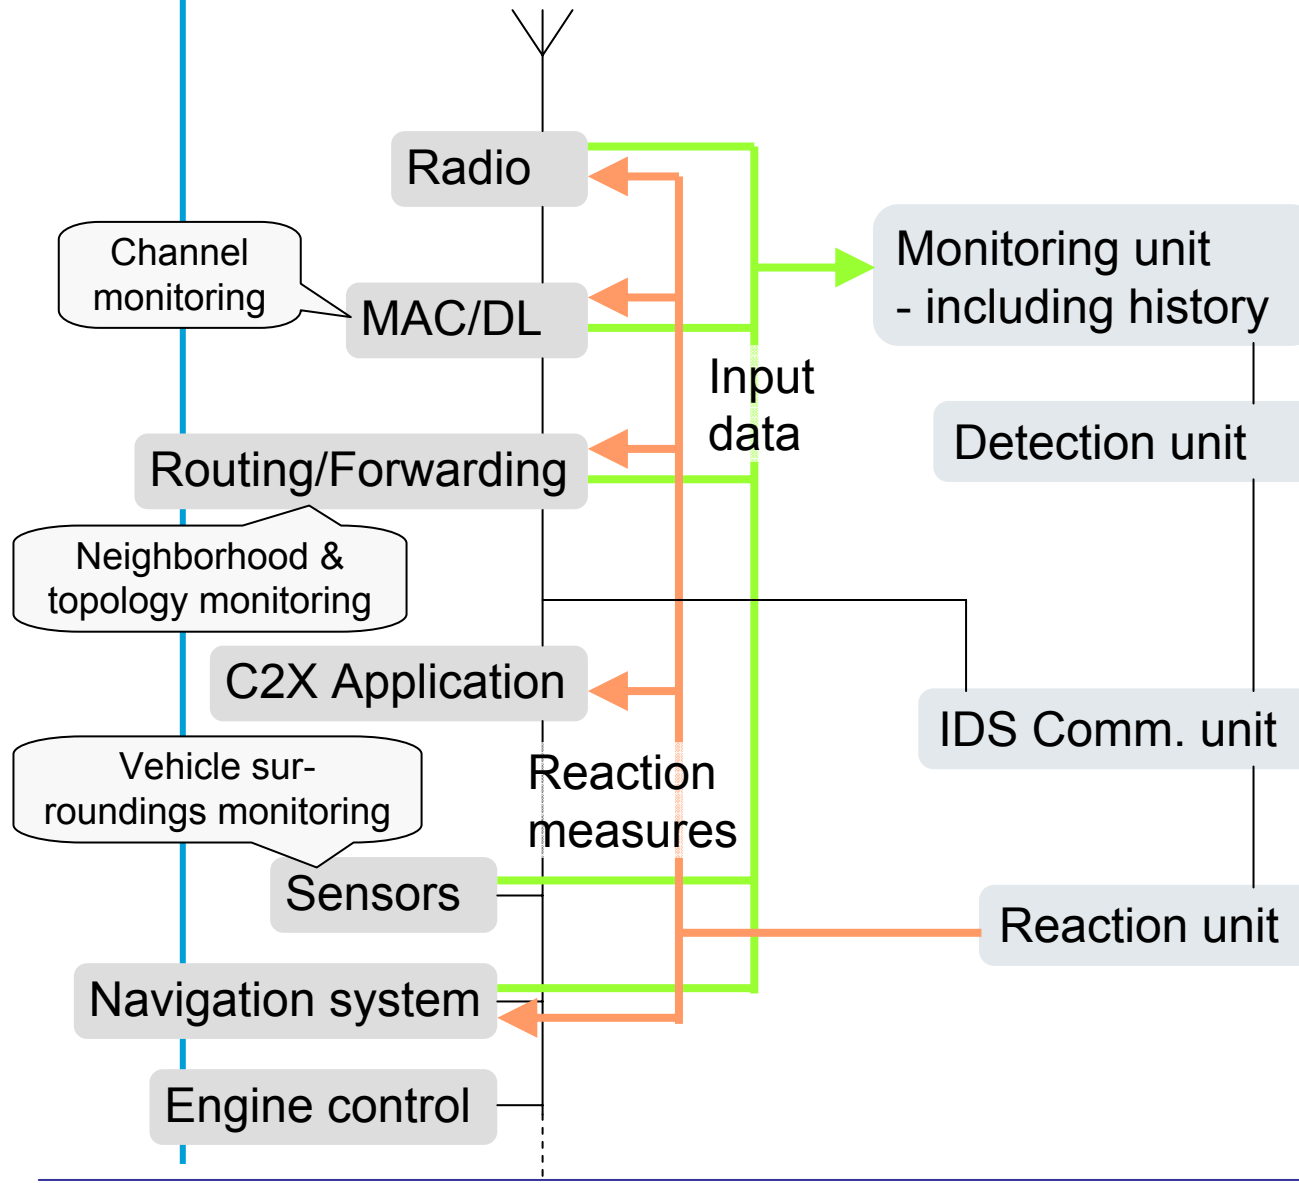 Radio
Channel
monitoring
Monitoring unit
- including history
MAC/DL
Input
data
Detection unit
Routing/Forwarding
Neighborhood &
topology monitoring
C2X Application
IDS Comm. unit
Vehicle sur-
roundings monitoring
Reaction
measures
Sensors
Reaction unit
Navigation system
Engine control